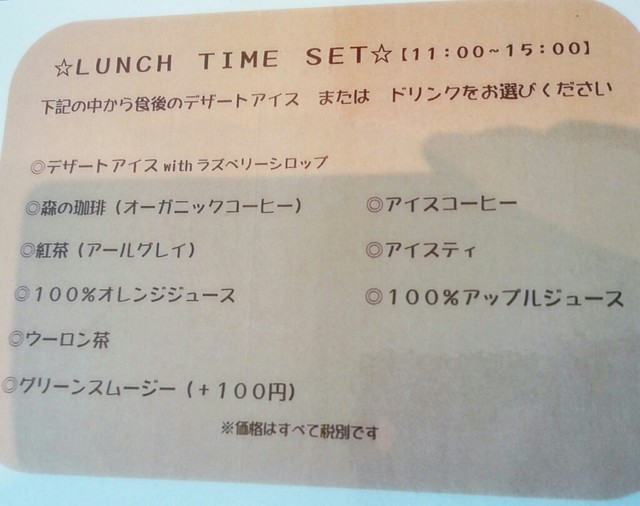 ☆LUNCH TIME SET☆【11:00~15:00】
下記の中から食後のデザートアイス または ドリンクをお選びください
◎デザートアイスwithラズベリーシロップ
◎森の珈琲（オーガニックコーヒー） ◎アイスコーヒー
◎紅茶（アールグレイ） ◎アイスティ
◎１００％オレンジジュース ◎１００％アップルジュース
◎ウーロン茶
◎グリーンスムージー（＋１００円）
※価格はすべて税別です